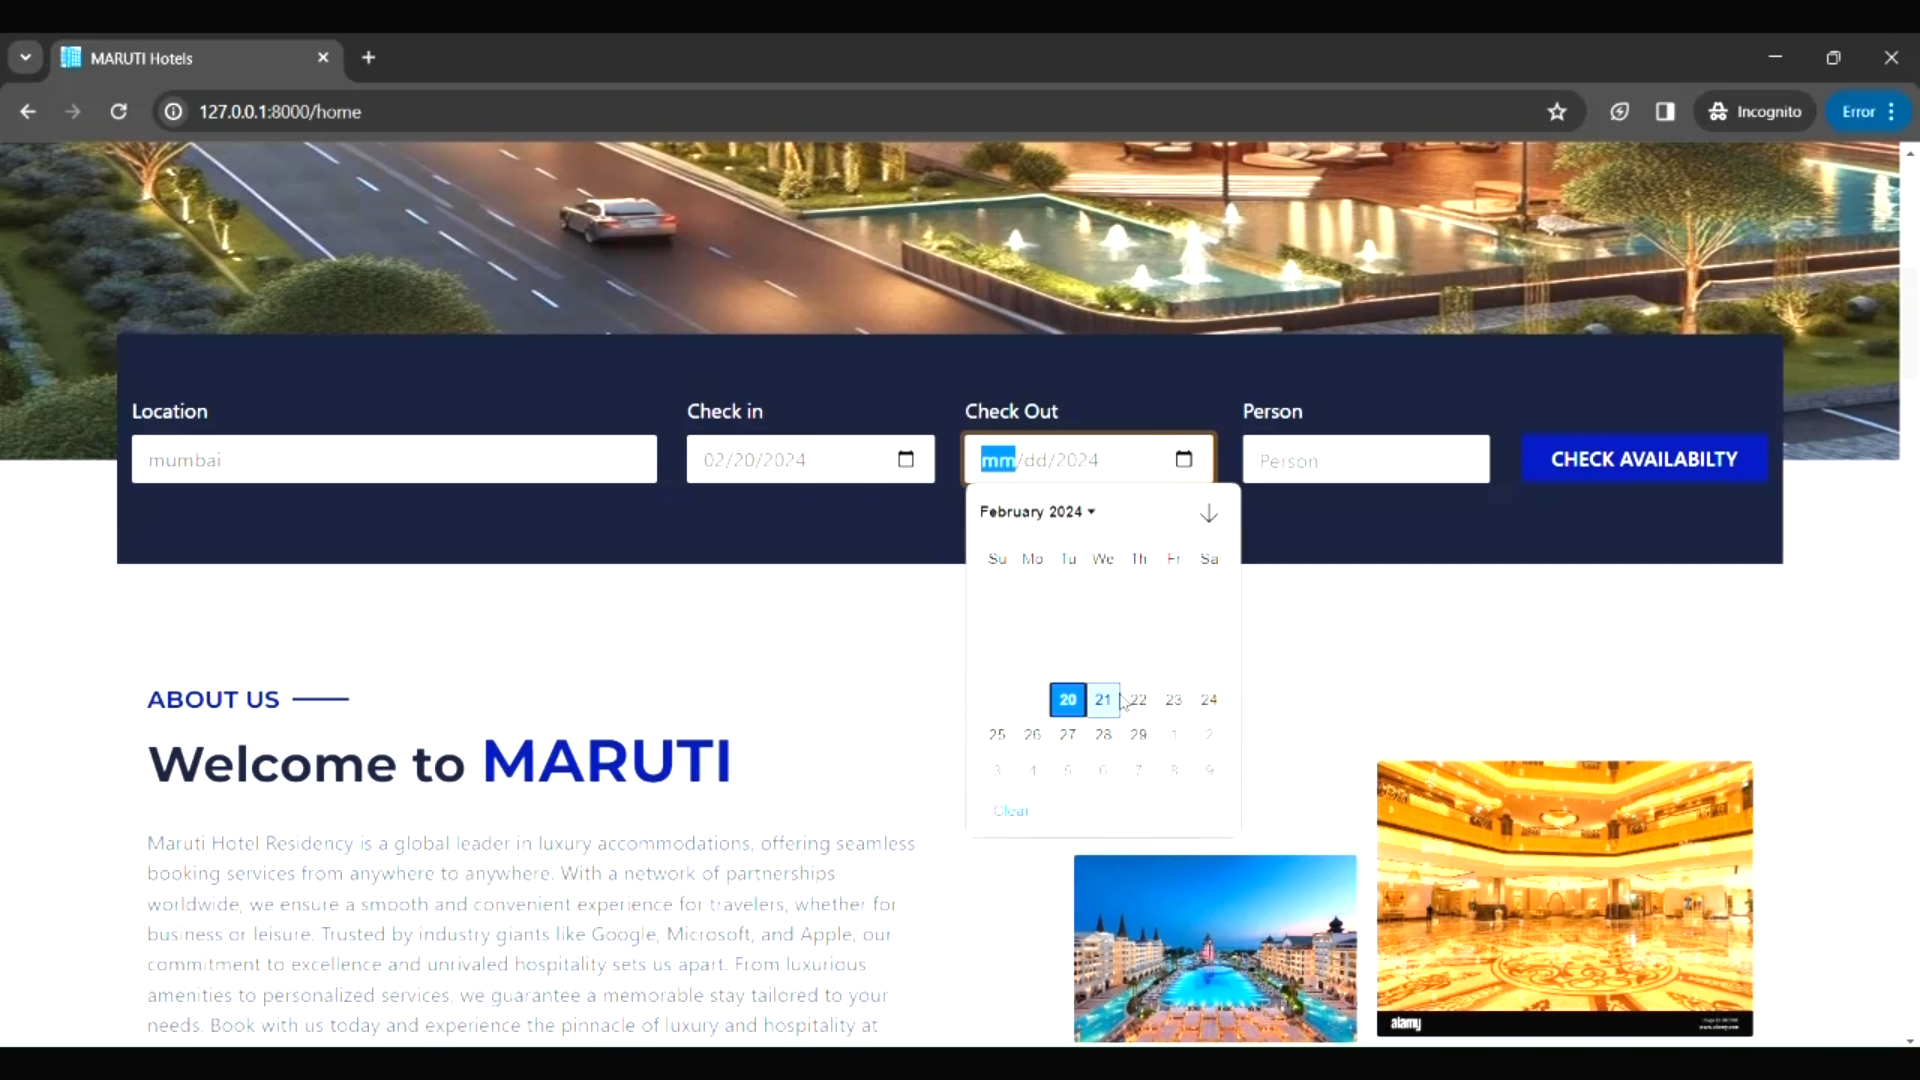 MARUTI Hotels
127.0.0.1:8000/home
Incognito
Error
Location
Check in
Check Out
Person
mumbai
02/20/2024
mm/dd/2024
Person
CHECK AVAILABILTY
February 2024
Su Mo Tu We Th Fr Sa
20 21 22 23 24
25 26 27 28 29 1 2
3 4 5 6 7 8 9
Clear
ABOUT US
Welcome to MARUTI
Maruti Hotel Residency is a global leader in luxury accommodations, offering seamless
booking services from anywhere to anywhere. With a network of partnerships
worldwide, we ensure a smooth and convenient experience for travelers, whether for
business or leisure. Trusted by industry giants like Google, Microsoft, and Apple, our
commitment to excellence and unrivaled hospitality sets us apart. From luxurious
amenities to personalized services, we guarantee a memorable stay tailored to your
needs. Book with us today and experience the pinnacle of luxury and hospitality at
alamy